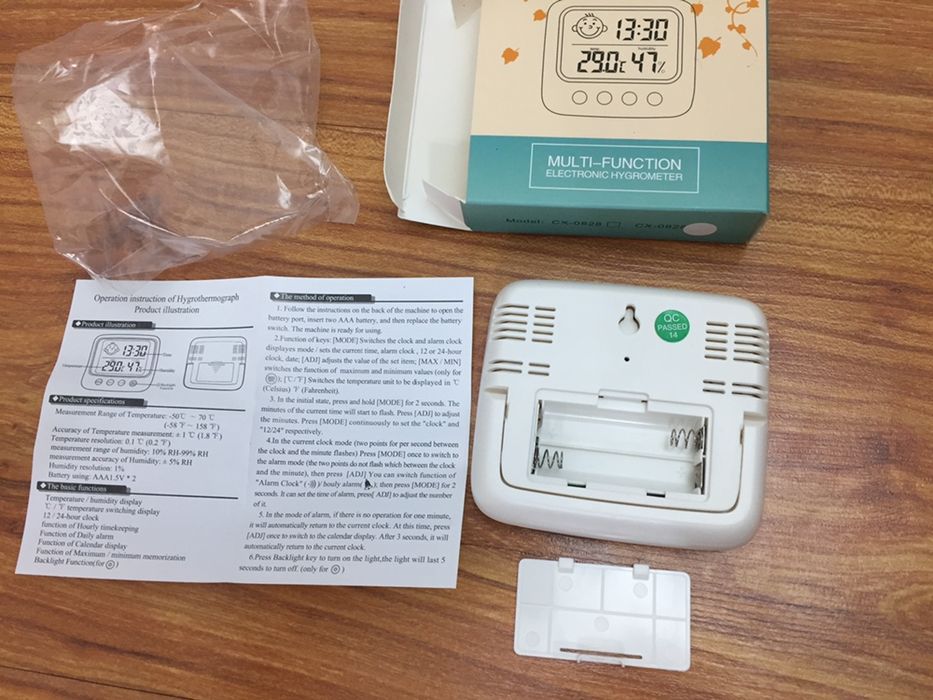 13:30
Temp.
Humidity
29.0℃ 47%
MULTI-FUNCTION
ELECTRONIC HYGROMETER
Model: CX-0828 CX-082
Operation instruction of Hygrothermograph
Product illustration
◆Product illustration
13:30
29.0℃ 47%
Time
Temperature
Humidity
Backlight
◆Product specifications
Measurement Range of Temperature: -50℃ ~ 70℃
(-58℉ ~ 158℉)
Accuracy of Temperature measurement: ± 1℃ (1.8℉)
Temperature resolution: 0.1℃ (0.2℉)
measurement range of humidity: 10% RH-99% RH
measurement accuracy of Humidity: ± 5% RH
Humidity resolution: 1%
Battery using: AAA1.5V * 2
◆The basic functions
Temperature / humidity display
℃ / ℉ temperature switching display
12 / 24-hour clock
function of Hourly timekeeping
Function of Daily alarm
Function of Calendar display
Function of Maximum / minimum memorization
Backlight Function(for )
◆The method of operation
1. Follow the instructions on the back of the machine to open the
battery port, insert two AAA battery, and then replace the battery
switch. The machine is ready for using.
2.Function of keys: [MODE] Switches the clock and alarm clock
displayes mode / sets the current time, alarm clock , 12 or 24-hour
clock, date; [ADJ] adjusts the value of the set item; [MAX / MIN]
switches the function of maximum and minimum values (only for
); [℃/℉] Switches the temperature unit to be displayed in ℃
(Celsius) ℉ (Fahrenheit).
3. In the initial state, press and hold [MODE] for 2 seconds. The
minutes of the current time will start to flash. Press [ADJ] to adjust
the minutes. Press [MODE] continuously to set the "clock" and
"12/24" respectively.
4.In the current clock mode (two points for per second between
the clock and the minute flashes) Press [MODE] once to switch to
the alarm mode (the two points do not flash which between the clock
and the minute), then press [ADJ] You can switch function of
"Alarm Clock" ( )/ houly alarm( ), then press [MODE] for 2
seconds. It can set the time of alarm, press[ ADJ] to adjust the number
of it.
5. In the mode of alarm, if there is no operation for one minute,
it will automatically return to the current clock. At this time, press
[ADJ] once to switch to the calendar display. After 3 seconds, it will
automatically return to the current clock.
6.Press Backlight key to turn on the light,the light will last 5
seconds to turn off. (only for )
QC
PASSED
14